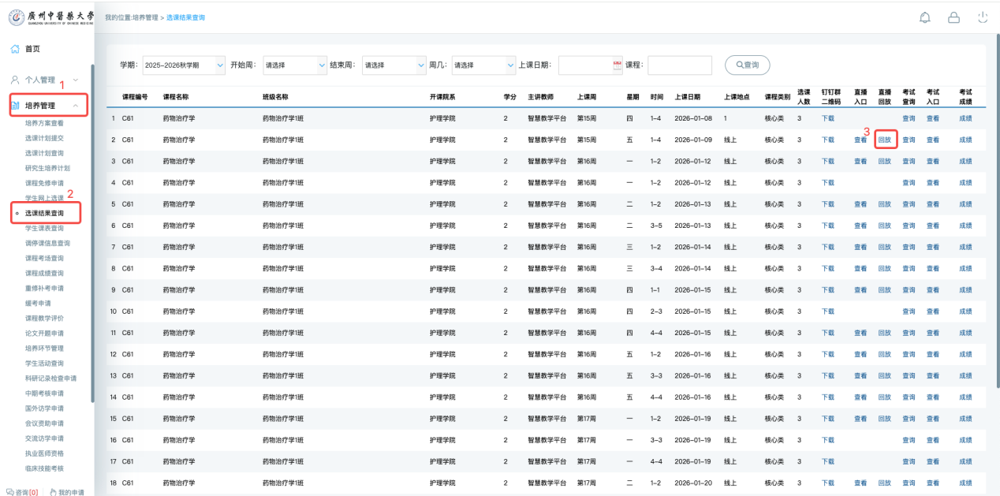 廣州中醫藥大學
GUANGZHOU UNIVERSITY OF CHINESE MEDICINE
我的位置:培养管理 > 选课结果查询
首页
个人管理
1
培养管理
培养方案查看
选课计划提交
选课计划查询
研究生培养计划
课程免修申请
学生网上选课
2
选课结果查询
学生课表查询
调停课信息查询
课程考场查询
课程成绩查询
重修补考申请
缓考申请
课程教学评价
论文开题申请
培养环节管理
学生活动查询
科研记录检查申请
中期考核申请
国外访学申请
会议资助申请
交流访学申请
执业医师资格
临床技能考核
咨询[0] 我的申请
学期: 2025-2026秋学期 开始周: 请选择 结束周: 请选择 周几: 请选择 上课日期: 课程: 查询
课程编号 课程名称 班级名称 开课院系 学分 主讲教师 上课周 星期 时间 上课日期 上课地点 课程类别 选课人数 钉钉群二维码 直播入口 直播回放 考试查询 考试入口 考试成绩
1 C61 药物治疗学 药物治疗学1班 护理学院 2 智慧教学平台 第15周 四 1-4 2026-01-08 1 核心类 3 下载 查询 查看 成绩
3
2 C61 药物治疗学 药物治疗学1班 护理学院 2 智慧教学平台 第15周 五 1-4 2026-01-09 线上 核心类 3 下载 查看 回放 查询 查看 成绩
3 C61 药物治疗学 药物治疗学1班 护理学院 2 智慧教学平台 第16周 一 1-2 2026-01-12 线上 核心类 3 下载 查看 回放 查询 查看 成绩
4 C61 药物治疗学 药物治疗学1班 护理学院 2 智慧教学平台 第16周 一 1-2 2026-01-12 线上 核心类 3 下载 查询 查看 成绩
5 C61 药物治疗学 药物治疗学1班 护理学院 2 智慧教学平台 第16周 二 1-2 2026-01-13 线上 核心类 3 下载 查看 回放 查询 查看 成绩
6 C61 药物治疗学 药物治疗学1班 护理学院 2 智慧教学平台 第16周 二 3-5 2026-01-13 线上 核心类 3 下载 查看 回放 查询 查看 成绩
7 C61 药物治疗学 药物治疗学1班 护理学院 2 智慧教学平台 第16周 三 1-2 2026-01-14 线上 核心类 3 下载 查看 回放 查询 查看 成绩
8 C61 药物治疗学 药物治疗学1班 护理学院 2 智慧教学平台 第16周 三 3-4 2026-01-14 线上 核心类 3 下载 查看 回放 查询 查看 成绩
9 C61 药物治疗学 药物治疗学1班 护理学院 2 智慧教学平台 第16周 四 1-1 2026-01-15 线上 核心类 3 下载 查看 回放 查询 查看 成绩
10 C61 药物治疗学 药物治疗学1班 护理学院 2 智慧教学平台 第16周 四 2-3 2026-01-15 线上 核心类 3 下载 查询 查看 成绩
11 C61 药物治疗学 药物治疗学1班 护理学院 2 智慧教学平台 第16周 四 4-4 2026-01-15 线上 核心类 3 下载 查看 回放 查询 查看 成绩
12 C61 药物治疗学 药物治疗学1班 护理学院 2 智慧教学平台 第16周 五 1-2 2026-01-16 线上 核心类 3 下载 查看 回放 查询 查看 成绩
13 C61 药物治疗学 药物治疗学1班 护理学院 2 智慧教学平台 第16周 五 3-3 2026-01-16 线上 核心类 3 下载 查看 回放 查询 查看 成绩
14 C61 药物治疗学 药物治疗学1班 护理学院 2 智慧教学平台 第16周 五 4-4 2026-01-16 线上 核心类 3 下载 查看 回放 查询 查看 成绩
15 C61 药物治疗学 药物治疗学1班 护理学院 2 智慧教学平台 第17周 一 1-2 2026-01-19 线上 核心类 3 下载 查看 回放 查询 查看 成绩
16 C61 药物治疗学 药物治疗学1班 护理学院 2 智慧教学平台 第17周 一 3-3 2026-01-19 线上 核心类 3 下载 查询 查看 成绩
17 C61 药物治疗学 药物治疗学1班 护理学院 2 智慧教学平台 第17周 一 4-4 2026-01-19 线上 核心类 3 下载 查询 查看 成绩
18 C61 药物治疗学 药物治疗学1班 护理学院 2 智慧教学平台 第17周 二 1-2 2026-01-20 线上 核心类 3 下载 查看 回放 查询 查看 成绩